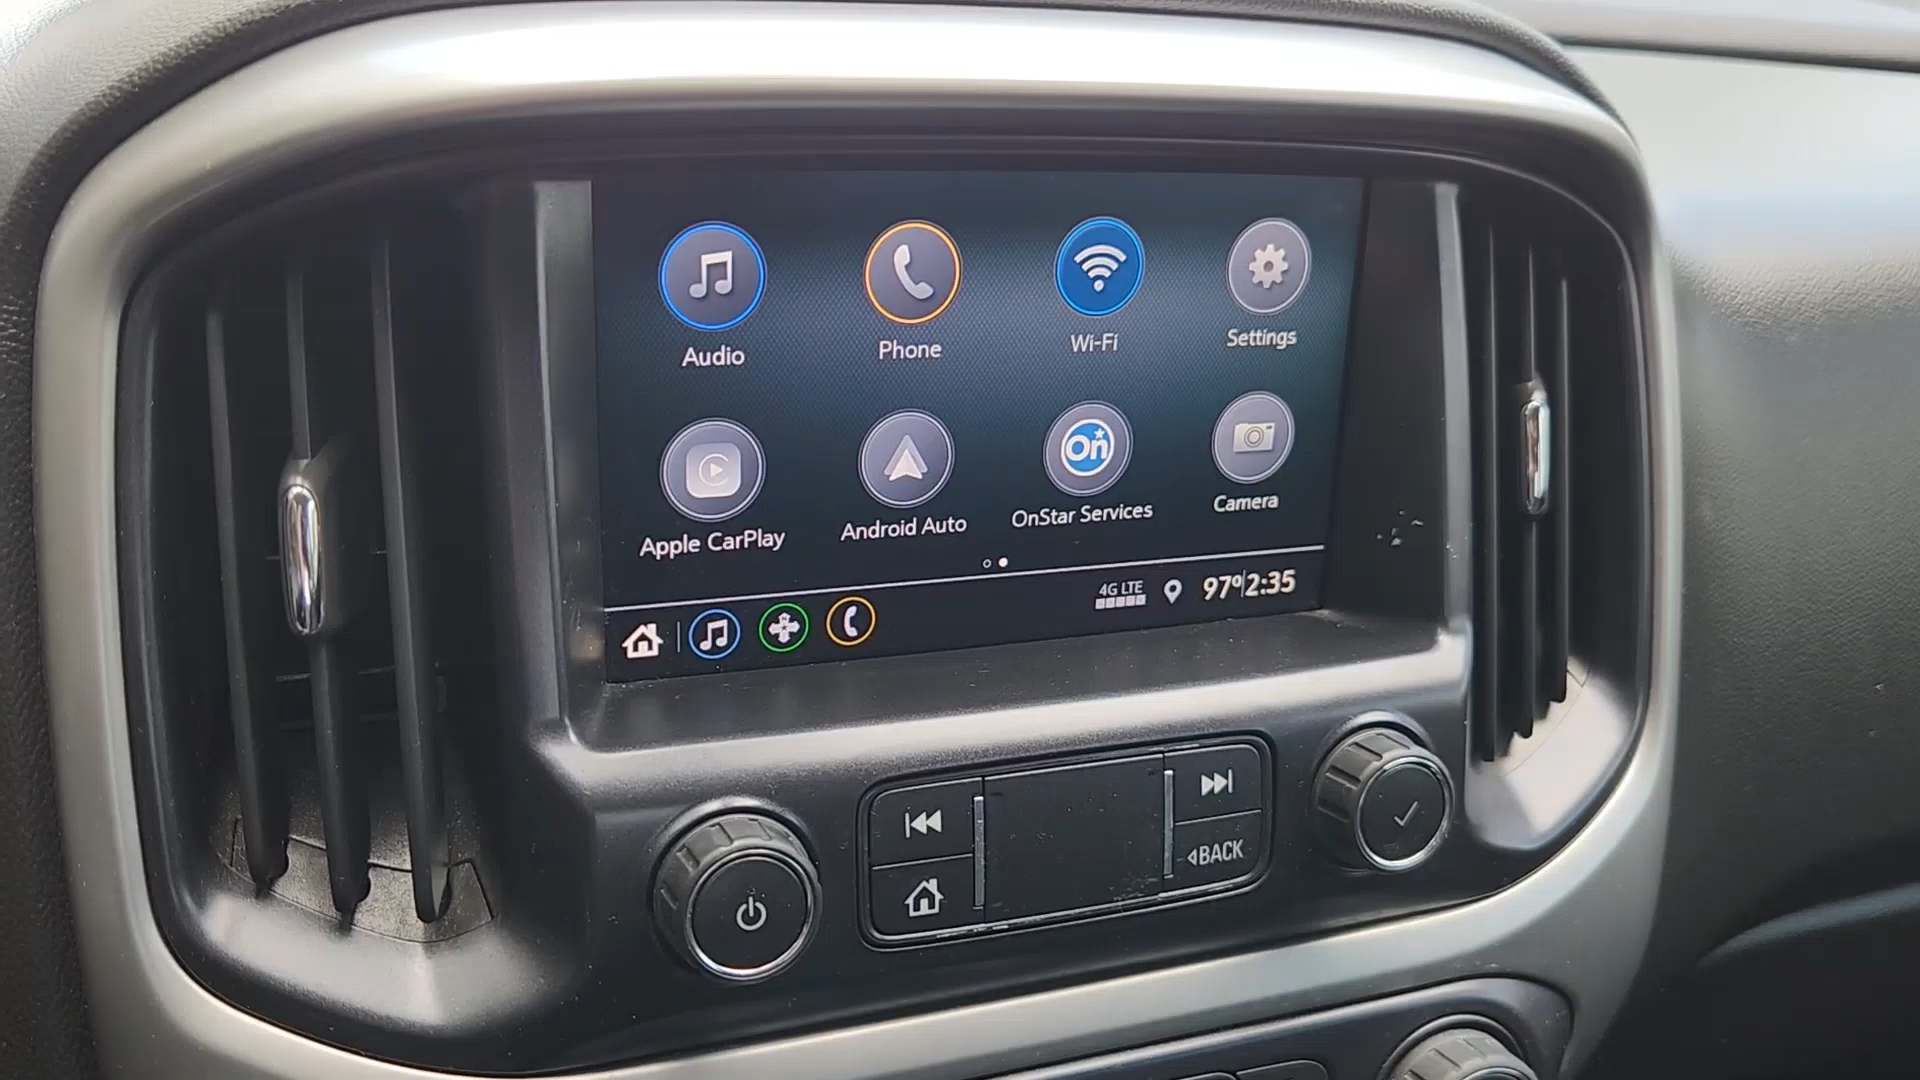 Audio
Phone
Wi-Fi
Settings
Apple CarPlay
Android Auto
On
OnStar Services
Camera
4G LTE
97° 2:35
BACK